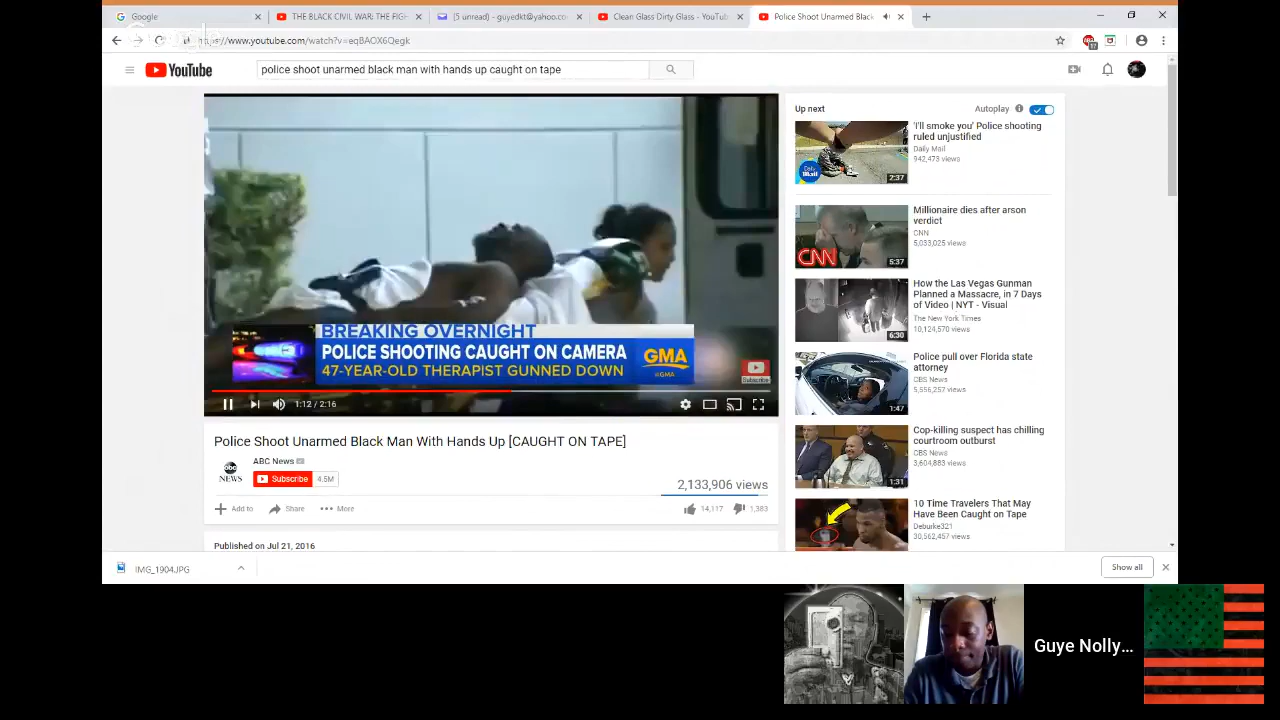 Google
THE BLACK CIVIL WAR: THE FIGH
(5 unread) - guyedkt@yahoo.co
Clean Glass Dirty Glass - YouTub
Police Shoot Unarmed Black
https://www.youtube.com/watch?v=eqBAOX6Qegk
YouTube
police shoot unarmed black man with hands up caught on tape
BREAKING OVERNIGHT
POLICE SHOOTING CAUGHT ON CAMERA
47-YEAR-OLD THERAPIST GUNNED DOWN
GMA
@GMA
Subscribe
1:12 / 2:16
Police Shoot Unarmed Black Man With Hands Up [CAUGHT ON TAPE]
abc
NEWS
ABC News
Subscribe 4.5M
2,133,906 views
Add to
Share
More
14,117
1,383
Published on Jul 21, 2016
Up next
Autoplay
'I'll smoke you' Police shooting
ruled unjustified
Daily Mail
942,473 views
2:37
Millionaire dies after arson
verdict
CNN
5,033,025 views
CNN
5:37
How the Las Vegas Gunman
Planned a Massacre, in 7 Days
of Video | NYT - Visual
The New York Times
10,124,570 views
6:30
Police pull over Florida state
attorney
CBS News
5,556,257 views
1:47
Cop-killing suspect has chilling
courtroom outburst
CBS News
3,604,883 views
1:31
10 Time Travelers That May
Have Been Caught on Tape
Deburke321
30,562,457 views
IMG_1904.JPG
Show all
Guye Nolly...